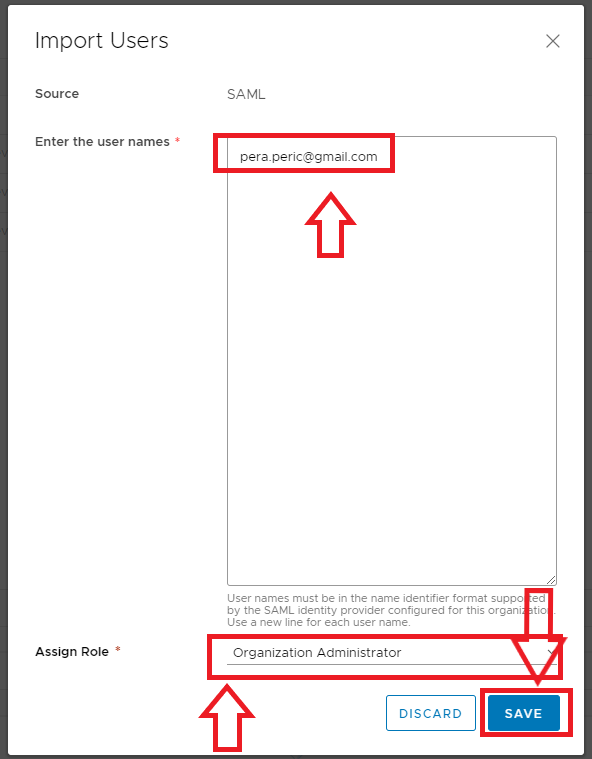 Import Users
Source
SAML
Enter the user names *
pera.peric@gmail.com
User names must be in the name identifier format supported
by the SAML identity provider configured for this organization.
Use a new line for each user name.
Assign Role *
Organization Administrator
DISCARD
SAVE